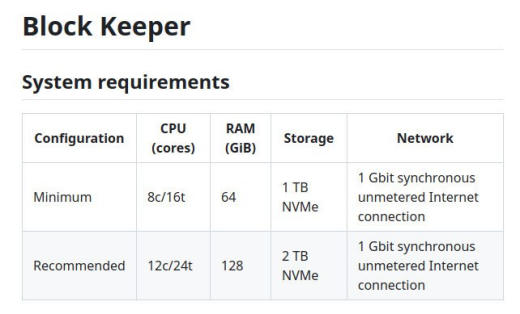 Block Keeper
System requirements
Configuration CPU (cores) RAM (GiB) Storage Network
Minimum 8c/16t 64 1 TB NVMe 1 Gbit synchronous unmetered Internet connection
Recommended 12c/24t 128 2 TB NVMe 1 Gbit synchronous unmetered Internet connection